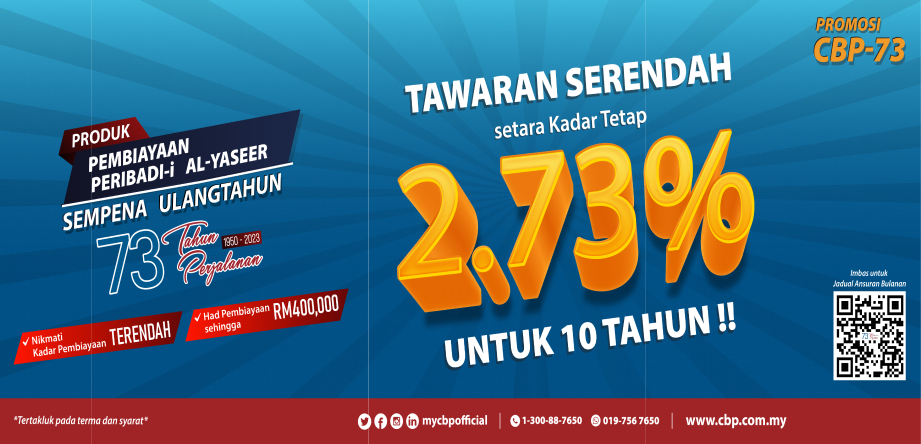 PROMOSI
CBP-73
TAWARAN SERENDAH
setara Kadar Tetap
2.73%
UNTUK 10 TAHUN !!
PRODUK
PEMBIAYAAN
PERIBADI-i AL-YASEER
SEMPENA ULANGTAHUN
73 Tahun 1950 - 2023
Perjalanan
✓ Nikmati
Kadar Pembiayaan TERENDAH
✓ Had Pembiayaan
sehingga RM400,000
Imbas untuk
Jadual Ansuran Bulanan
*Tertakluk pada terma dan syarat*
mycbpofficial | 1-300-88-7650 019-756 7650 | www.cbp.com.my